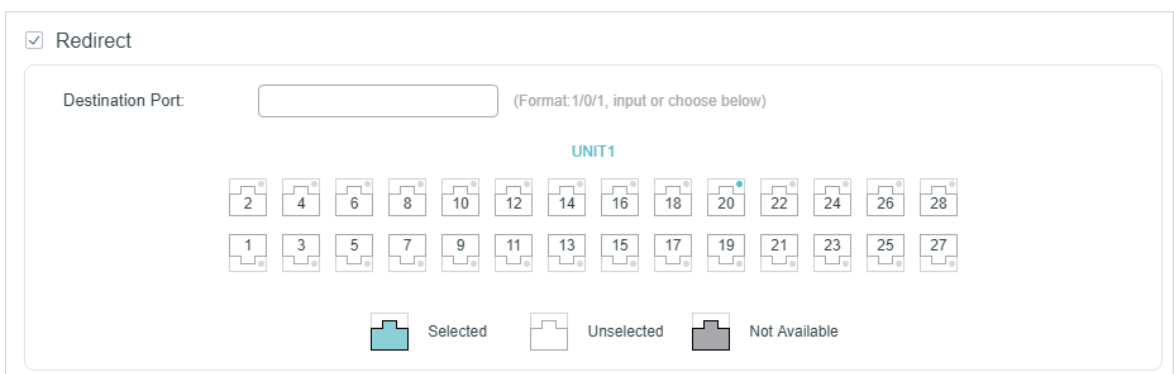 Redirect
Destination Port: (Format:1/0/1, input or choose below)
UNIT1
2 4 6 8 10 12 14 16 18 20 22 24 26 28
1 3 5 7 9 11 13 15 17 19 21 23 25 27
Selected Unselected Not Available